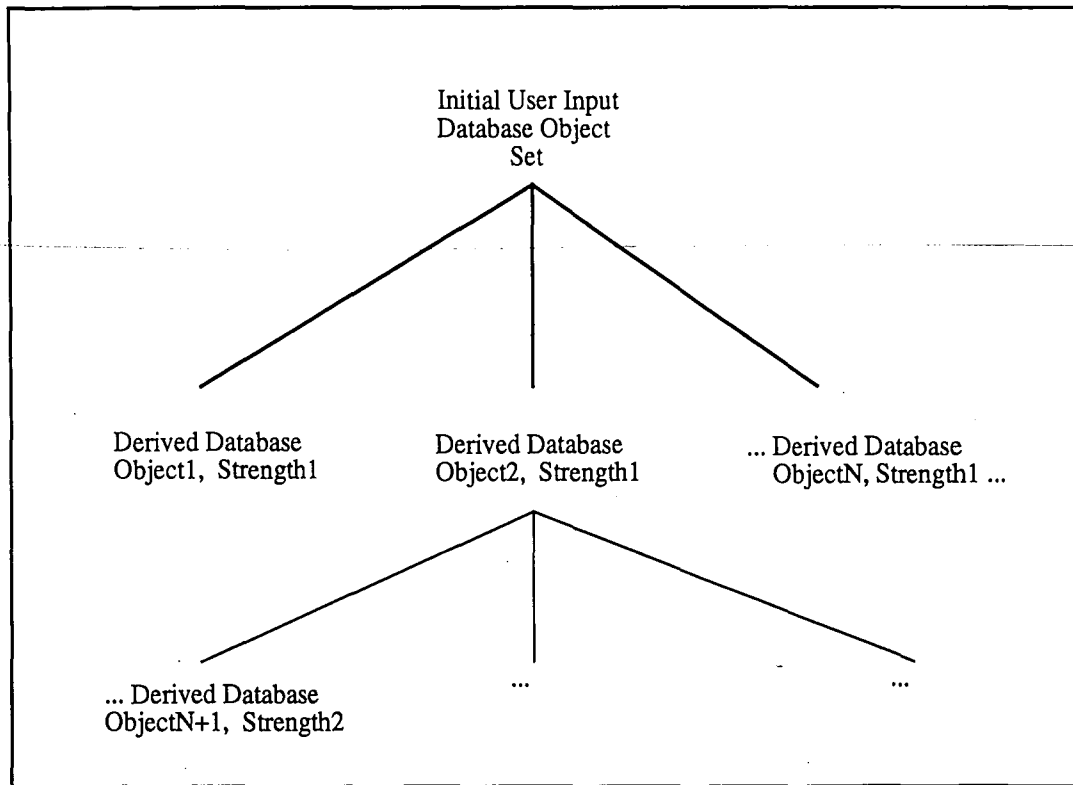 Initial User Input
Database Object
Set
Derived Database
Object1, Strength1
Derived Database
Object2, Strength1
... Derived Database
ObjectN, Strength1 ...
... Derived Database
ObjectN+1, Strength2
...
...